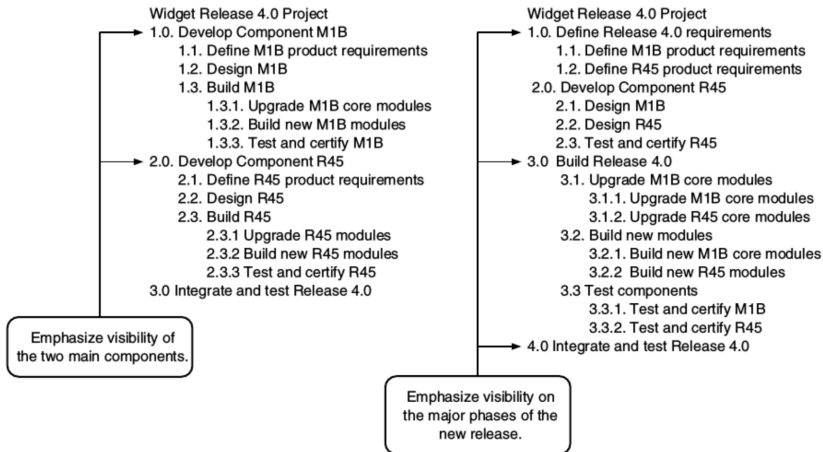 Widget Release 4.0 Project
1.0. Develop Component M1B
1.1. Define M1B product requirements
1.2. Design M1B
1.3. Build M1B
1.3.1. Upgrade M1B core modules
1.3.2. Build new M1B modules
1.3.3. Test and certify M1B
2.0. Develop Component R45
2.1. Define R45 product requirements
2.2. Design R45
2.3. Build R45
2.3.1 Upgrade R45 modules
2.3.2 Build new R45 modules
2.3.3 Test and certify R45
3.0 Integrate and test Release 4.0
Emphasize visibility of
the two main components.
Widget Release 4.0 Project
1.0. Define Release 4.0 requirements
1.1. Define M1B product requirements
1.2. Define R45 product requirements
2.0. Develop Component R45
2.1. Design M1B
2.2. Design R45
2.3. Test and certify R45
3.0 Build Release 4.0
3.1. Upgrade M1B core modules
3.1.1. Upgrade M1B core modules
3.1.2. Upgrade R45 core modules
3.2. Build new modules
3.2.1. Build new M1B core modules
3.2.2 Build new R45 modules
3.3 Test components
3.3.1. Test and certify M1B
3.3.2. Test and certify R45
4.0 Integrate and test Release 4.0
Emphasize visibility on
the major phases of the
new release.